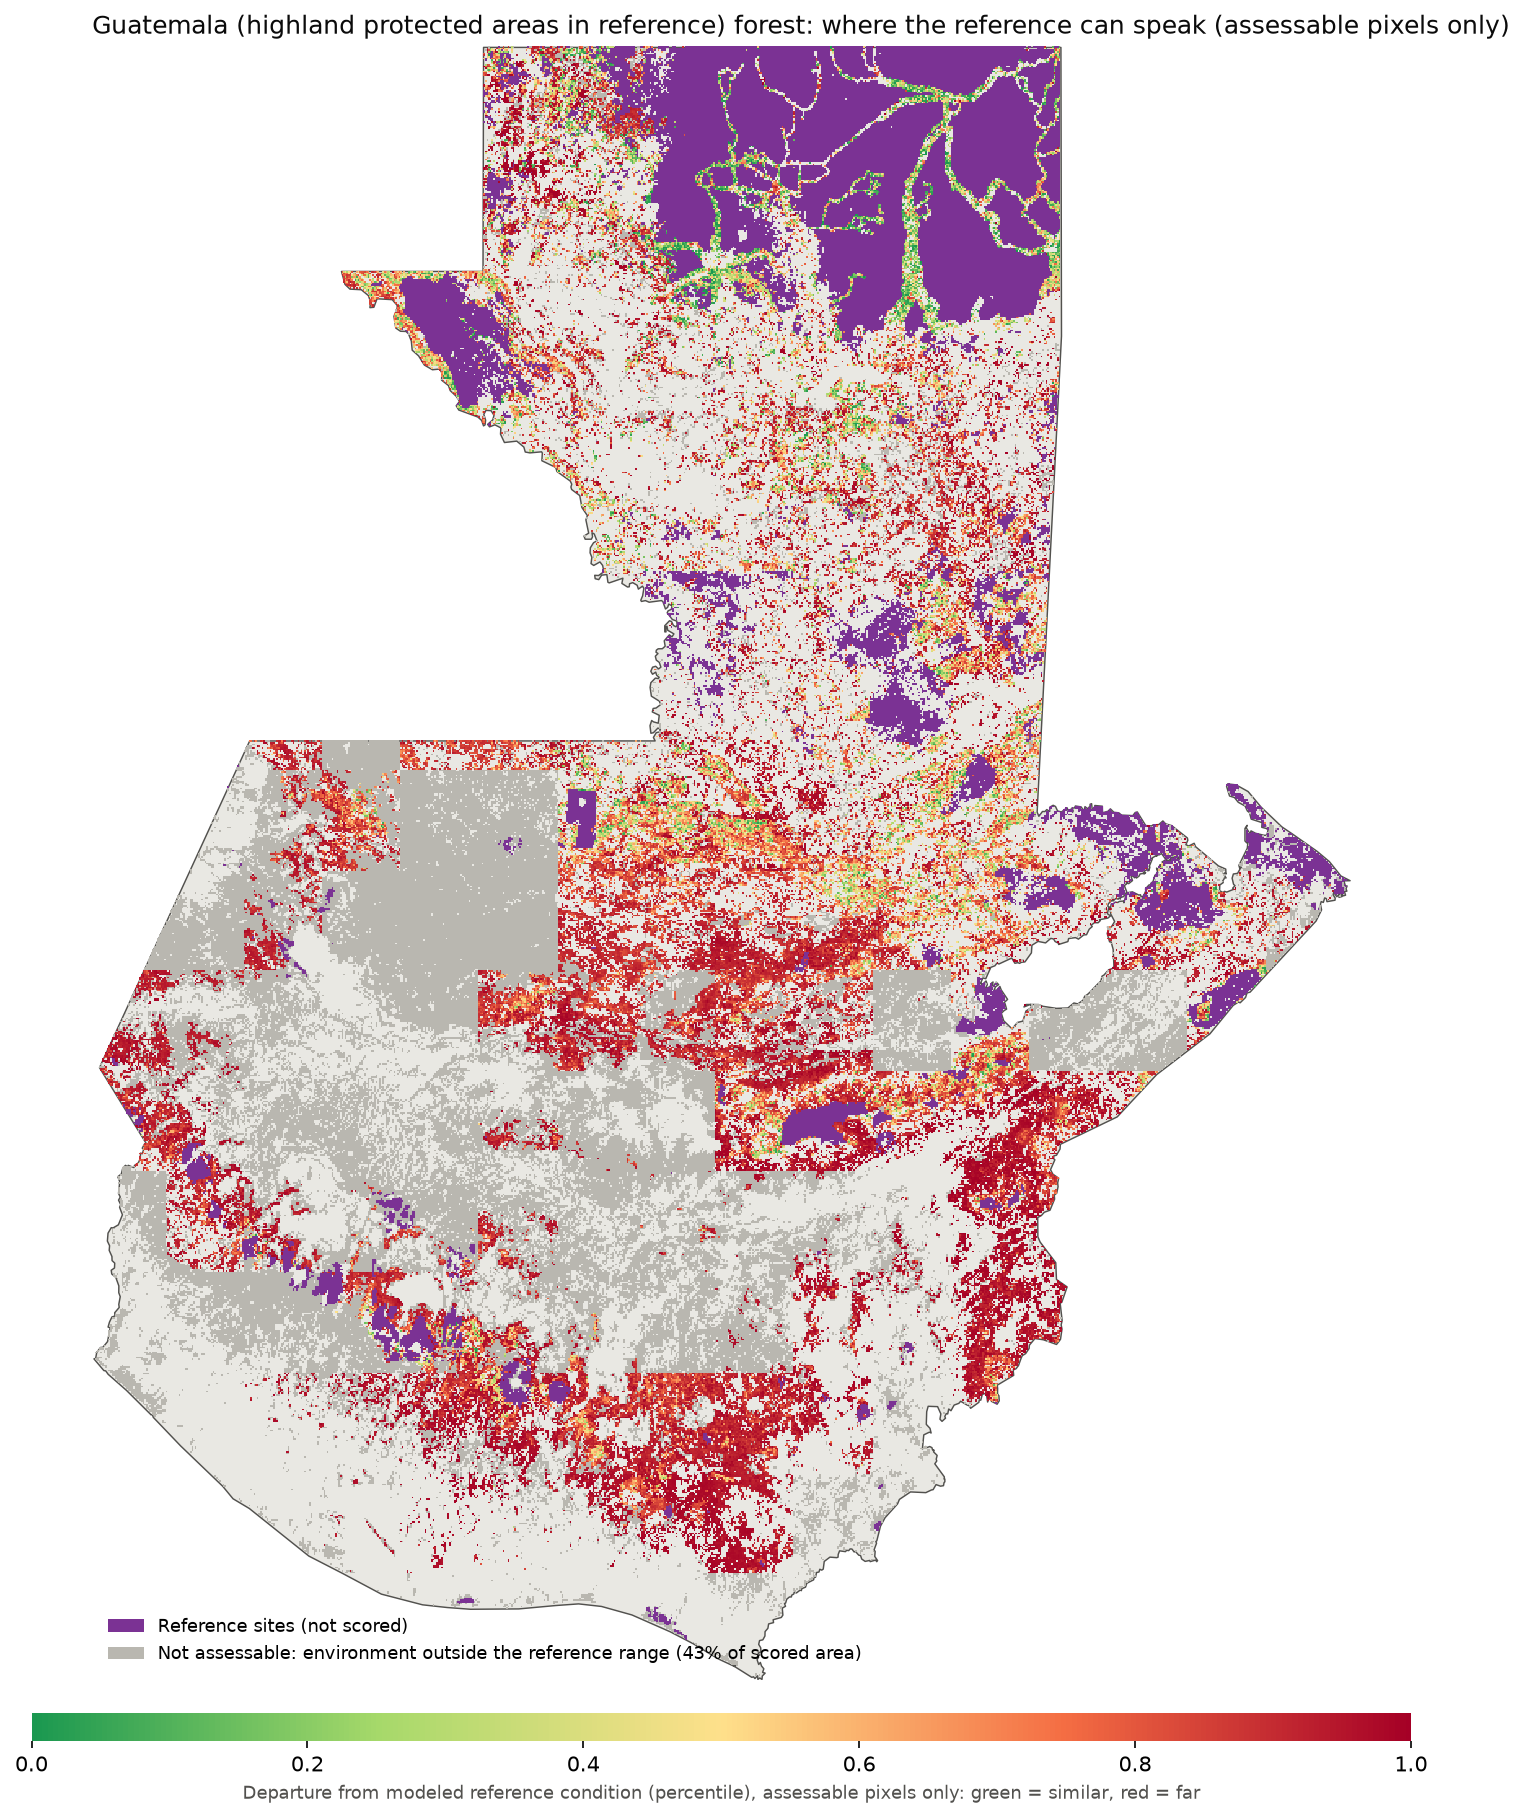 Guatemala (highland protected areas in reference) forest: where the reference can speak (assessable pixels only)
Reference sites (not scored)
Not assessable: environment outside the reference range (43% of scored area)
0.0 0.2 0.4 0.6 0.8 1.0
Departure from modeled reference condition (percentile), assessable pixels only: green = similar, red = far